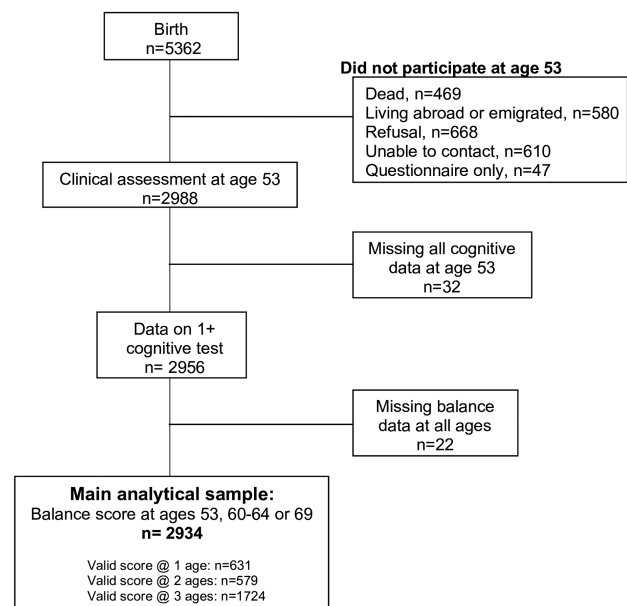 Birth
n=5362
Did not participate at age 53
Dead, n=469
Living abroad or emigrated, n=580
Refusal, n=668
Unable to contact, n=610
Questionnaire only, n=47
Clinical assessment at age 53
n=2988
Missing all cognitive
data at age 53
n=32
Data on 1+
cognitive test
n= 2956
Missing balance
data at all ages
n=22
Main analytical sample:
Balance score at ages 53, 60-64 or 69
n= 2934
Valid score @ 1 age: n=631
Valid score @ 2 ages: n=579
Valid score @ 3 ages: n=1724